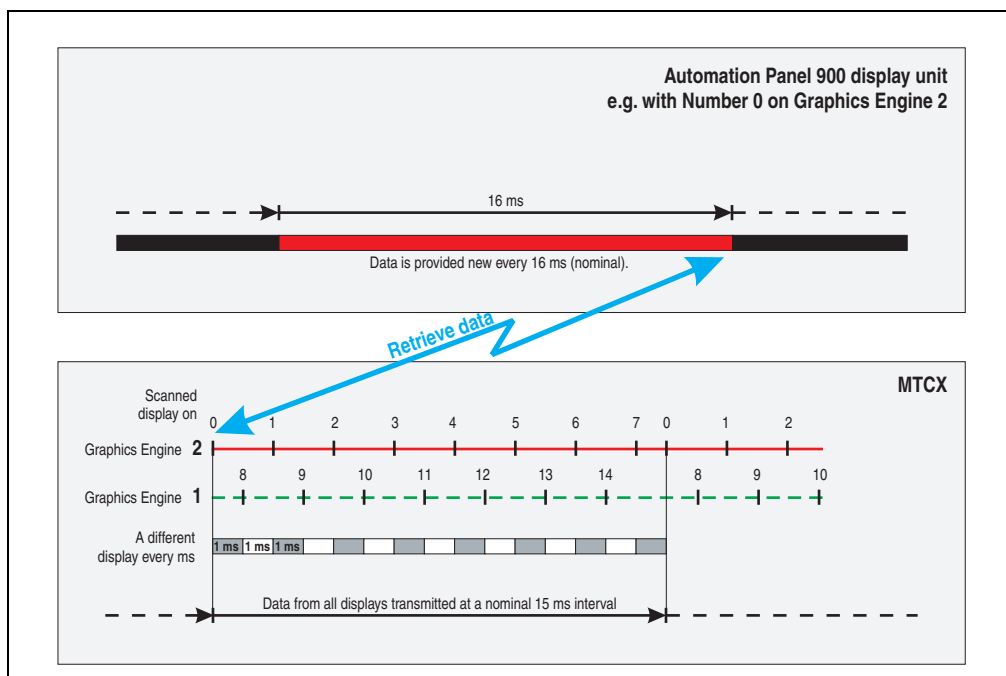 Automation Panel 900 display unit
e.g. with Number 0 on Graphics Engine 2
16 ms
Data is provided new every 16 ms (nominal).
Retrieve data
MTCX
Scanned
display on
0 1 2 3 4 5 6 7 0 1 2
Graphics Engine 2
8 9 10 11 12 13 14 8 9 10
Graphics Engine 1
A different
display every ms
1 ms 1 ms 1 ms
Data from all displays transmitted at a nominal 15 ms interval